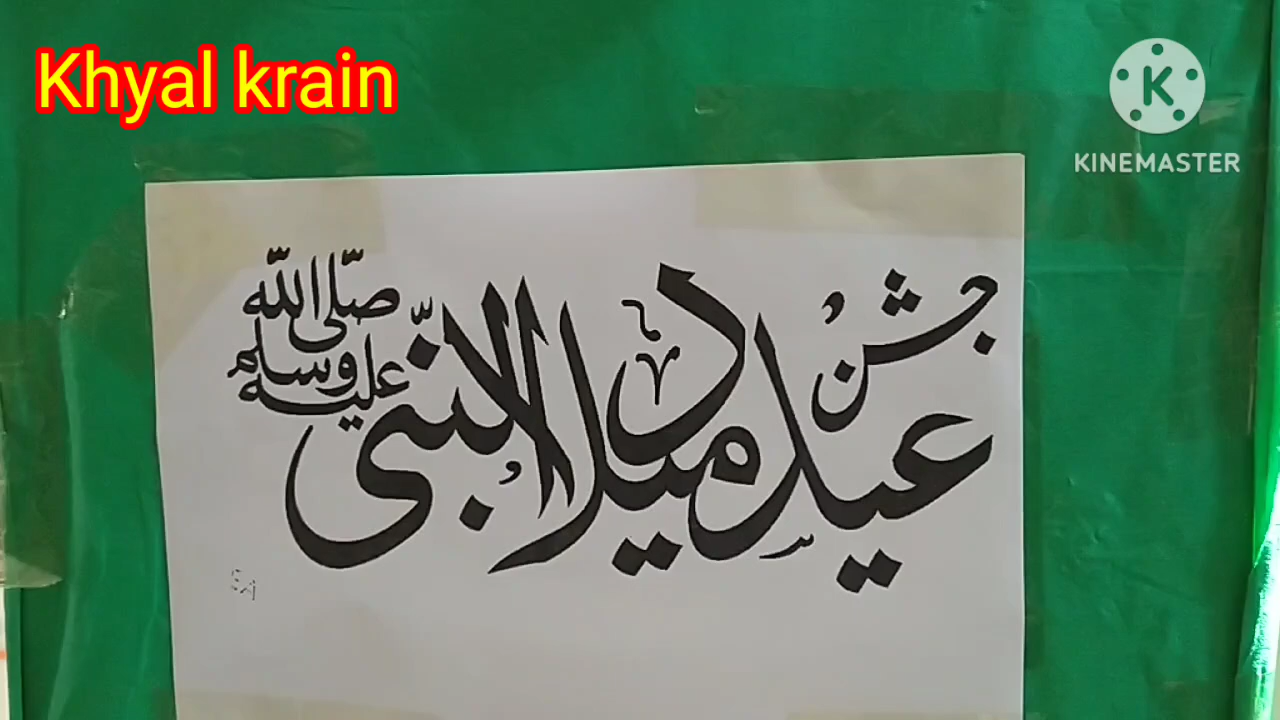 Khyal krain
KINEMASTER
جشن
عید میلاد النبی
صلی اللہ
علیہ وسلم